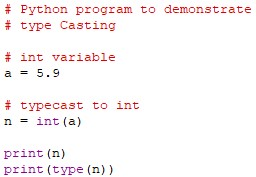 # Python program to demonstrate
# type Casting
# int variable
a = 5.9
# typecast to int
n = int(a)
print(n)
print(type(n))